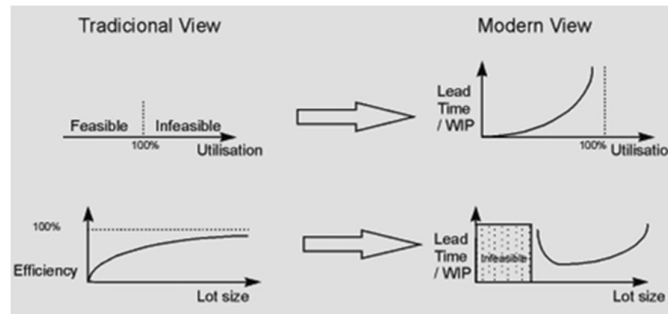 Tradicional View
Modern View
Feasible
Infeasible
100%
Utilisation
Lead
Time
/ WIP
100%
Utilisatio
100%
Efficiency
Lot size
Lead
Time
/ WIP
Infeasible
Lot size